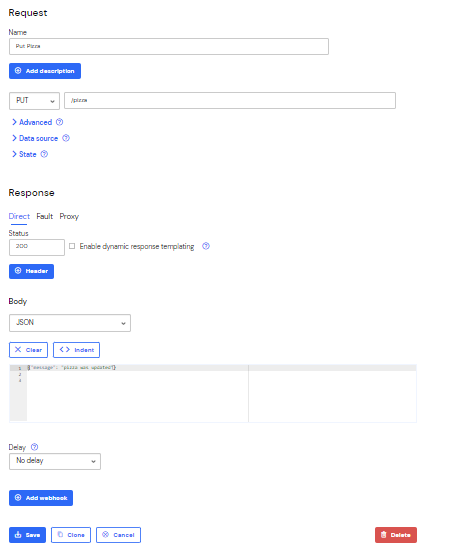 Request
Name
Put Pizza
Add description
PUT /pizza
Advanced
Data source
State
Response
Direct Fault Proxy
Status
200 Enable dynamic response templating
Header
Body
JSON
Clear Indent
1 {"message": "pizza was updated"}
2
3
Delay
No delay
Add webhook
Save Clone Cancel Delete